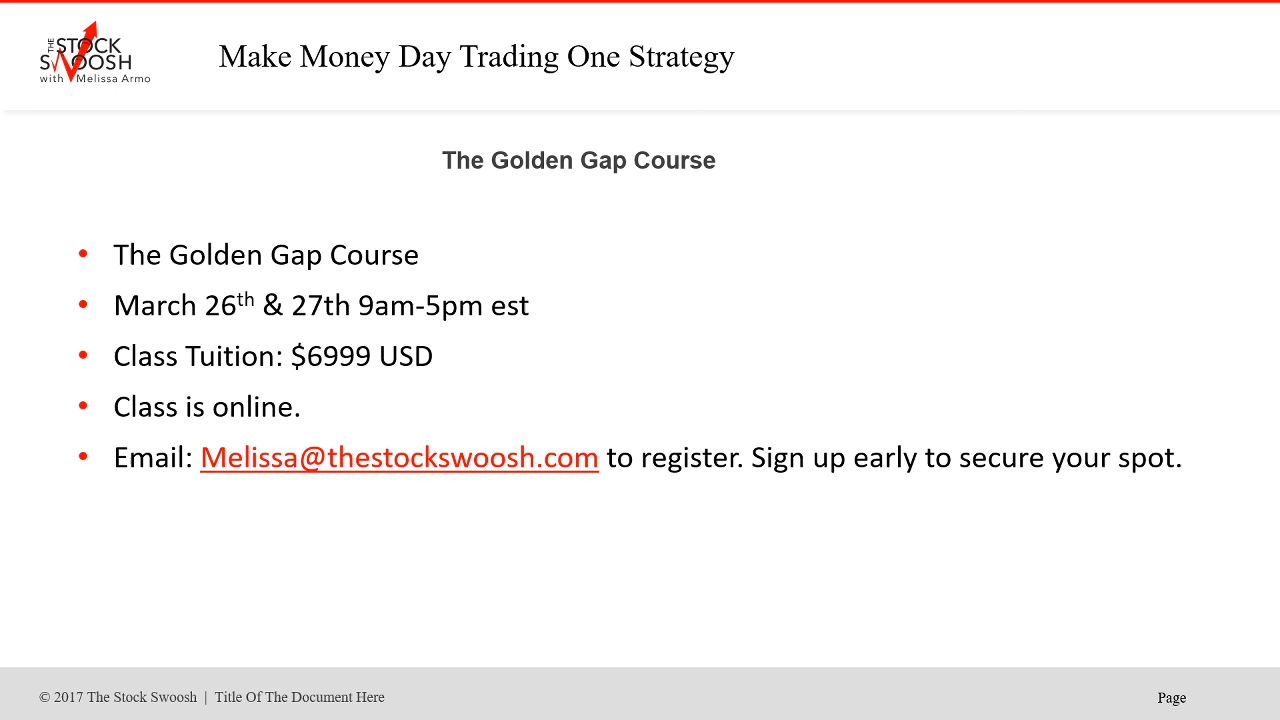 THE STOCK
SWOOSH
with Melissa Armo
Make Money Day Trading One Strategy
The Golden Gap Course
• The Golden Gap Course
• March 26th & 27th 9am-5pm est
• Class Tuition: $6999 USD
• Class is online.
• Email: Melissa@thestockswoosh.com to register. Sign up early to secure your spot.
© 2017 The Stock Swoosh | Title Of The Document Here
Page